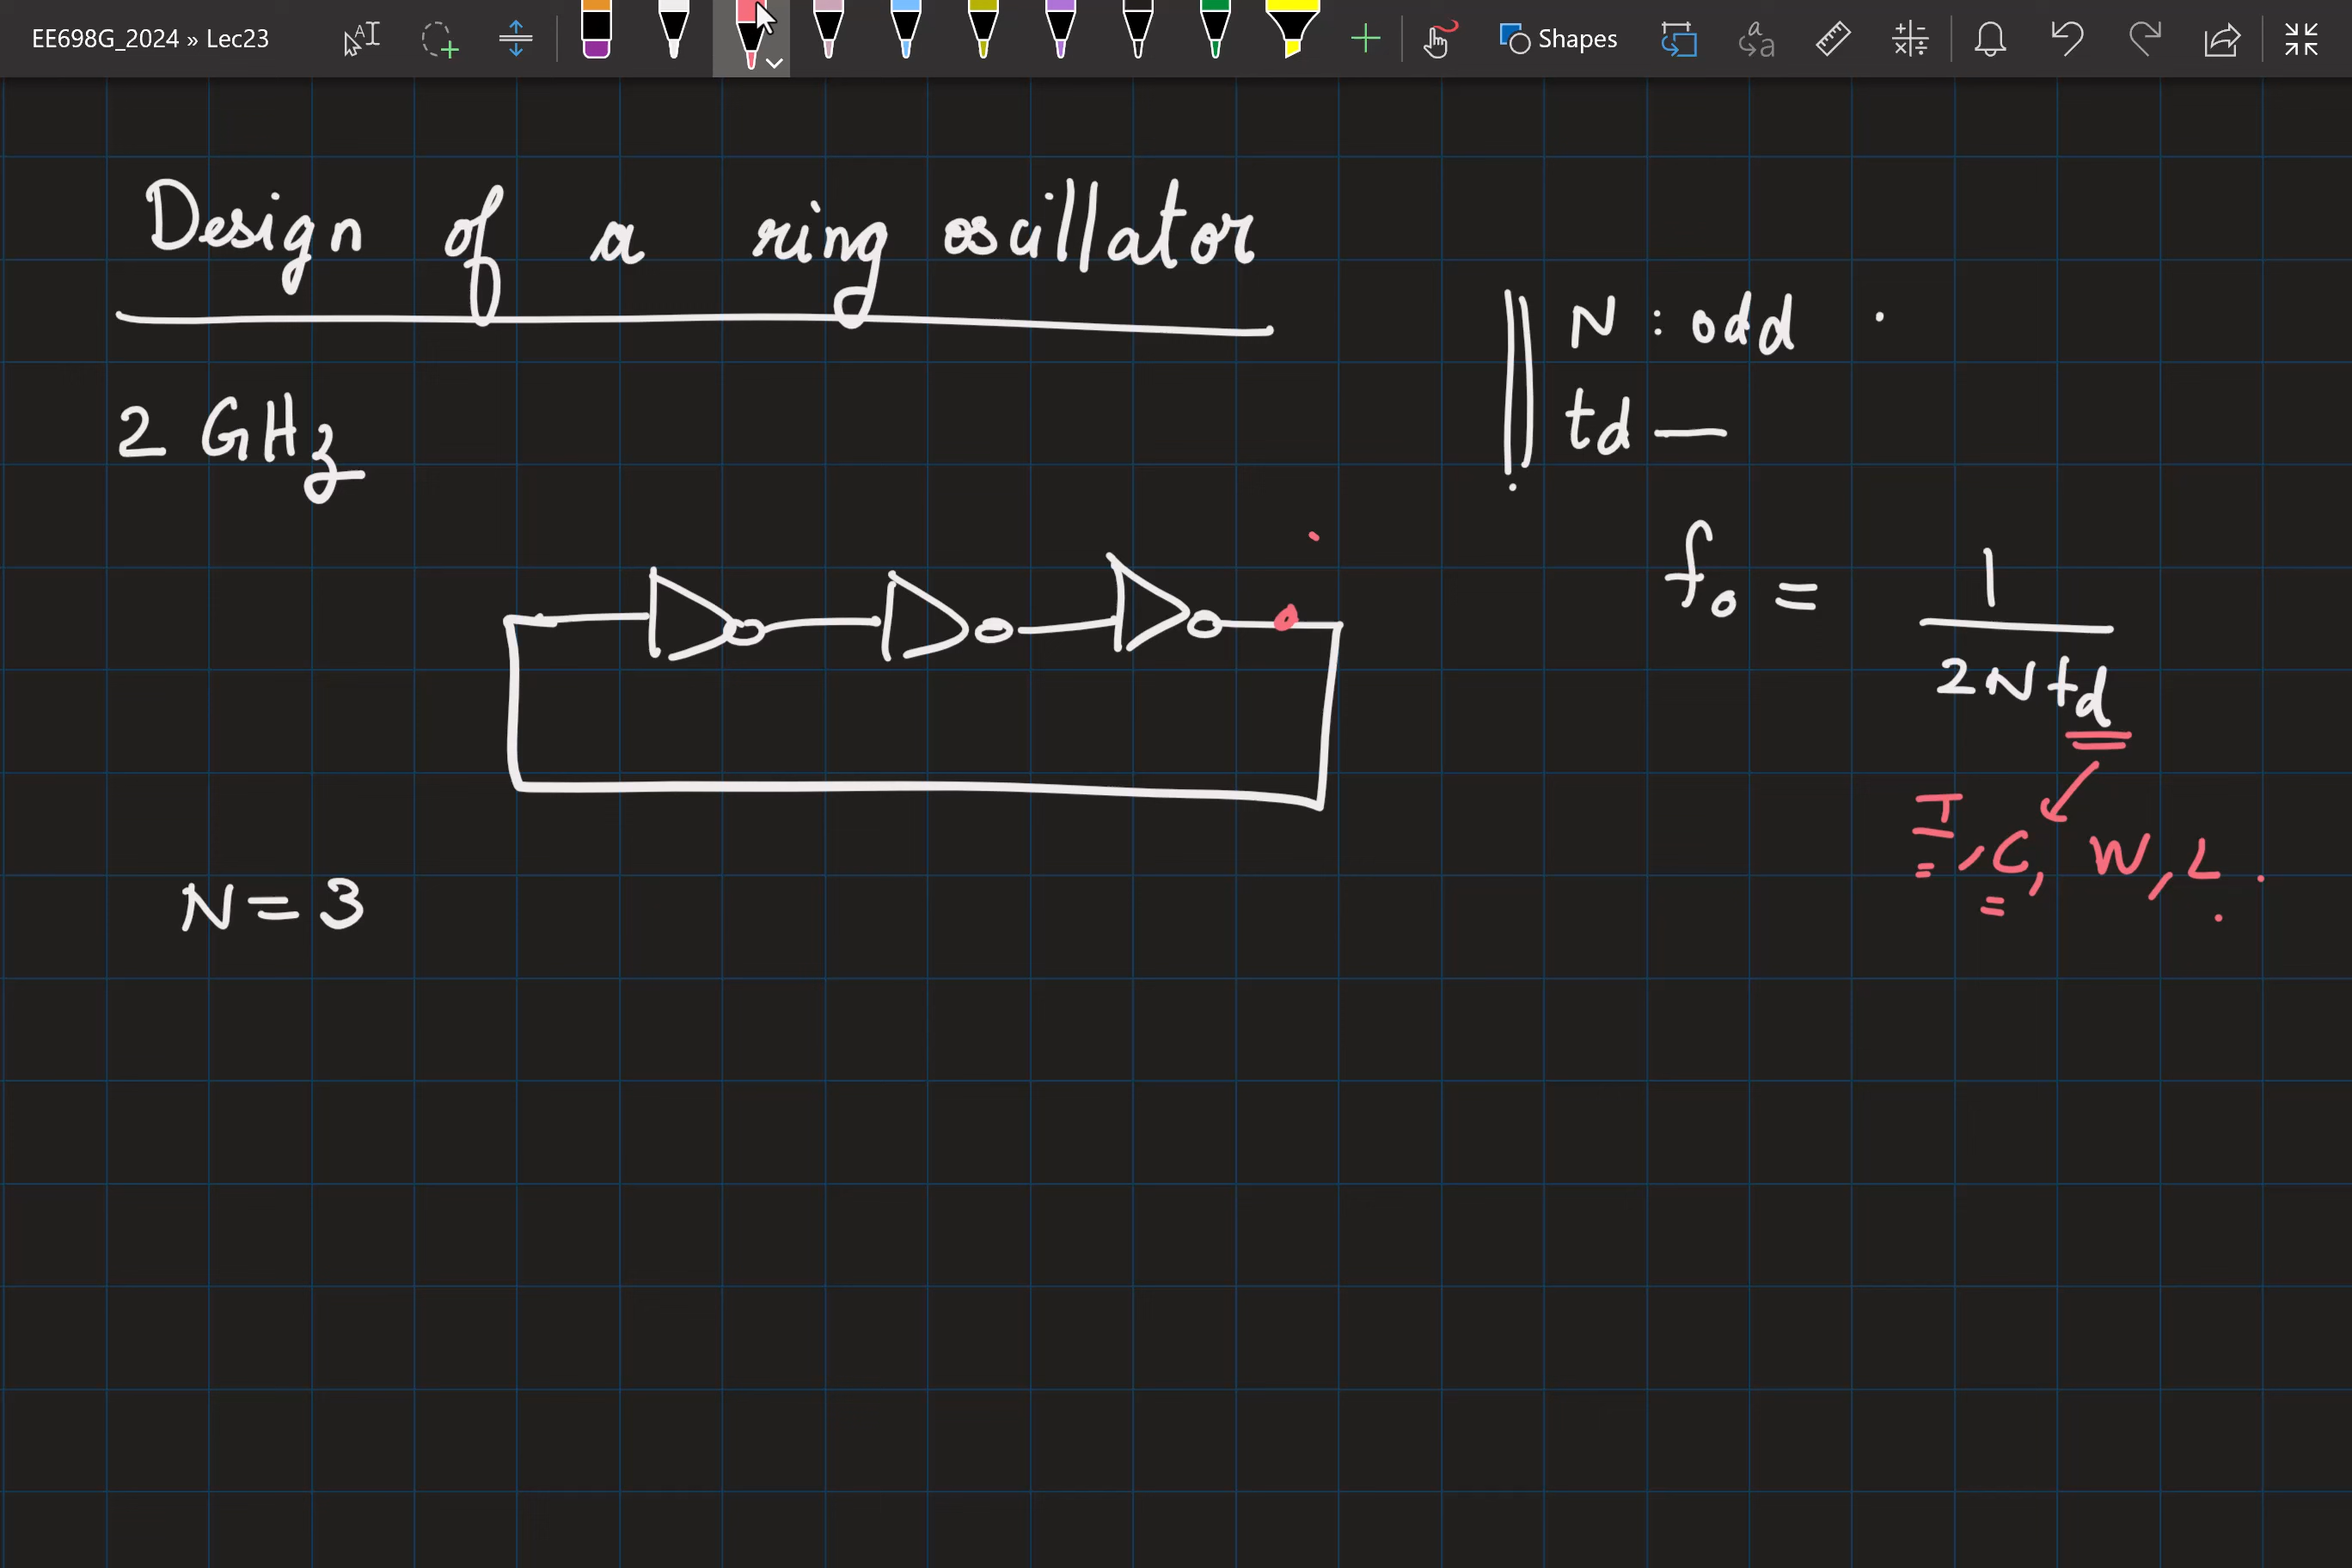 EE698G_2024 » Lec23
Shapes
Design of a ring oscillator
2 GHz
N : odd
td —
f₀ = 1 / 2Ntd
I, C, W, L.
N = 3